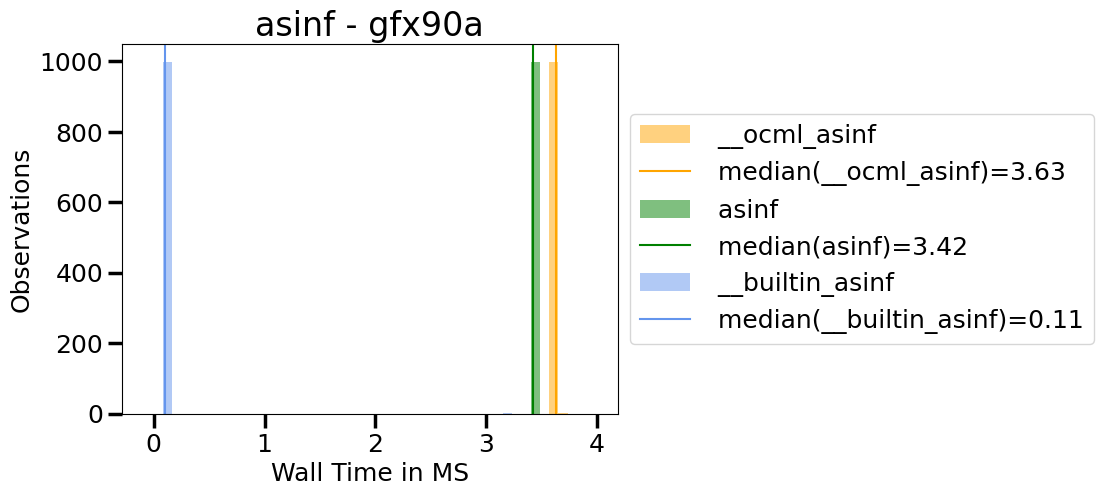 asinf - gfx90a
1000
800
600
400
200
0
Observations
0 1 2 3 4
Wall Time in MS
__ocml_asinf
median(__ocml_asinf)=3.63
asinf
median(asinf)=3.42
__builtin_asinf
median(__builtin_asinf)=0.11